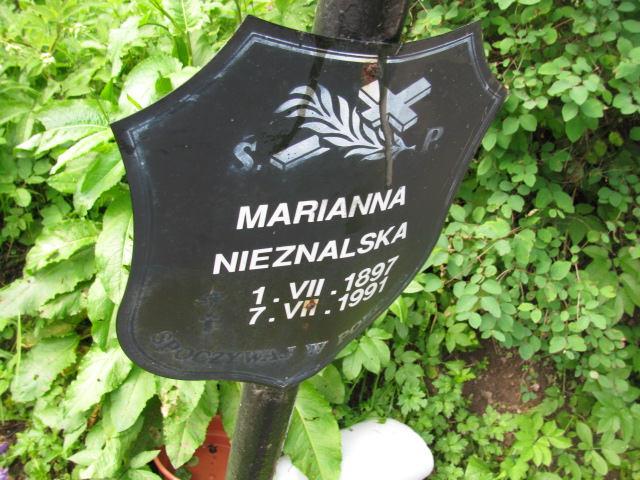 S. P.
MARIANNA
NIEZNALSKA
1. VII. 1897
7. VII. 1991
SPOCZYWAJ W